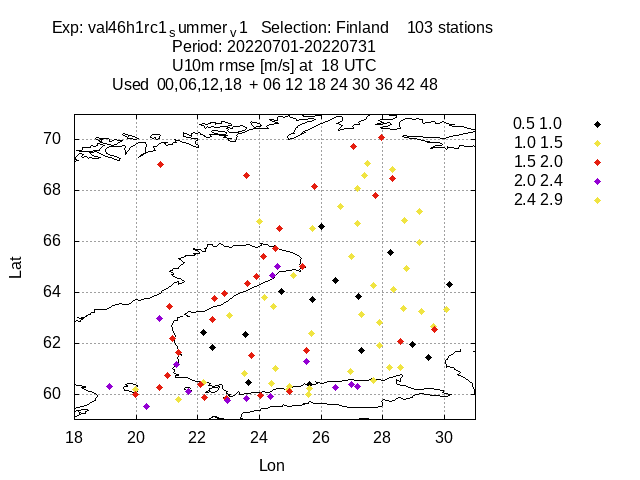 Exp: val46h1rc1summerv1 Selection: Finland 103 stations
Period: 20220701-20220731
U10m rmse [m/s] at 18 UTC
Used 00,06,12,18 + 06 12 18 24 30 36 42 48
0.5 1.0
1.0 1.5
1.5 2.0
2.0 2.4
2.4 2.9
Lat
70
68
66
64
62
60
18 20 22 24 26 28 30
Lon